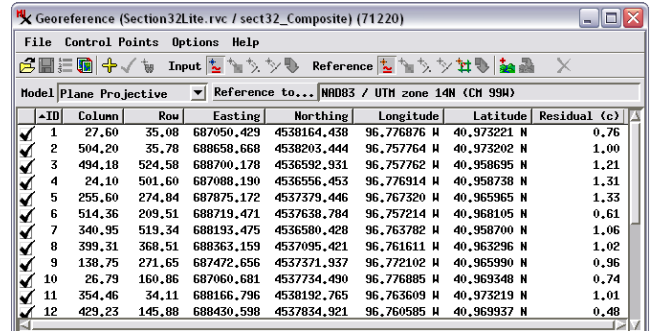 Georeference (Section32Lite.rvc / sect32_Composite) (71220)
File Control Points Options Help
Input Reference
Model Plane Projective Reference to... NAD83 / UTM zone 14N (CM 99W)
ID Column Row Easting Northing Longitude Latitude Residual (c)
1 27.60 35.08 687050.429 4538164.438 96.776876 W 40.973221 N 0.76
2 504.20 35.78 688658.668 4538203.444 96.757764 W 40.973202 N 1.00
3 494.18 524.58 688700.178 4536592.931 96.757762 W 40.958695 N 1.21
4 24.10 501.60 687088.190 4536556.453 96.776914 W 40.958738 N 1.31
5 255.60 274.84 687875.172 4537379.446 96.767320 W 40.965965 N 1.33
6 514.36 209.51 688719.471 4537638.784 96.757214 W 40.968105 N 0.61
7 340.95 519.34 688193.475 4536580.428 96.763782 W 40.958700 N 1.06
8 399.31 368.51 688363.159 4537095.421 96.761611 W 40.963296 N 1.02
9 138.75 271.65 687472.656 4537371.937 96.772102 W 40.965990 N 0.96
10 26.79 160.86 687060.681 4537734.490 96.776885 W 40.969348 N 0.74
11 354.46 34.11 688166.796 4538192.765 96.763609 W 40.973219 N 1.01
12 429.23 145.88 688430.598 4537834.921 96.760585 W 40.969937 N 0.48